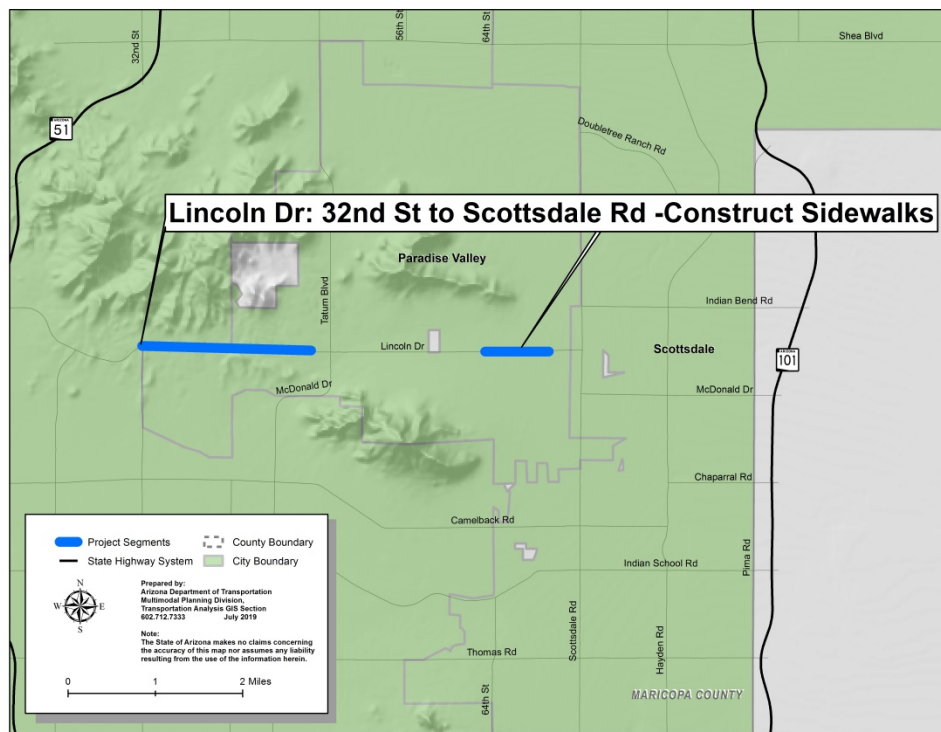 32nd St
56th St
64th St
Shea Blvd
ARIZONA
51
Doubletree Ranch Rd
Lincoln Dr: 32nd St to Scottsdale Rd -Construct Sidewalks
Paradise Valley
Tatum Blvd
Indian Bend Rd
Lincoln Dr
Scottsdale
ARIZONA
101
McDonald Dr
McDonald Dr
Chaparral Rd
Camelback Rd
Indian School Rd
Pima Rd
Scottsdale Rd
Hayden Rd
Thomas Rd
64th St
MARICOPA COUNTY
Project Segments
County Boundary
State Highway System
City Boundary
N
W
E
S
Prepared by:
Arizona Department of Transportation
Multimodal Planning Division,
Transportation Analysis GIS Section
602.712.7333 July 2019
Note:
The State of Arizona makes no claims concerning
the accuracy of this map nor assumes any liability
resulting from the use of the information herein.
0 1 2 Miles